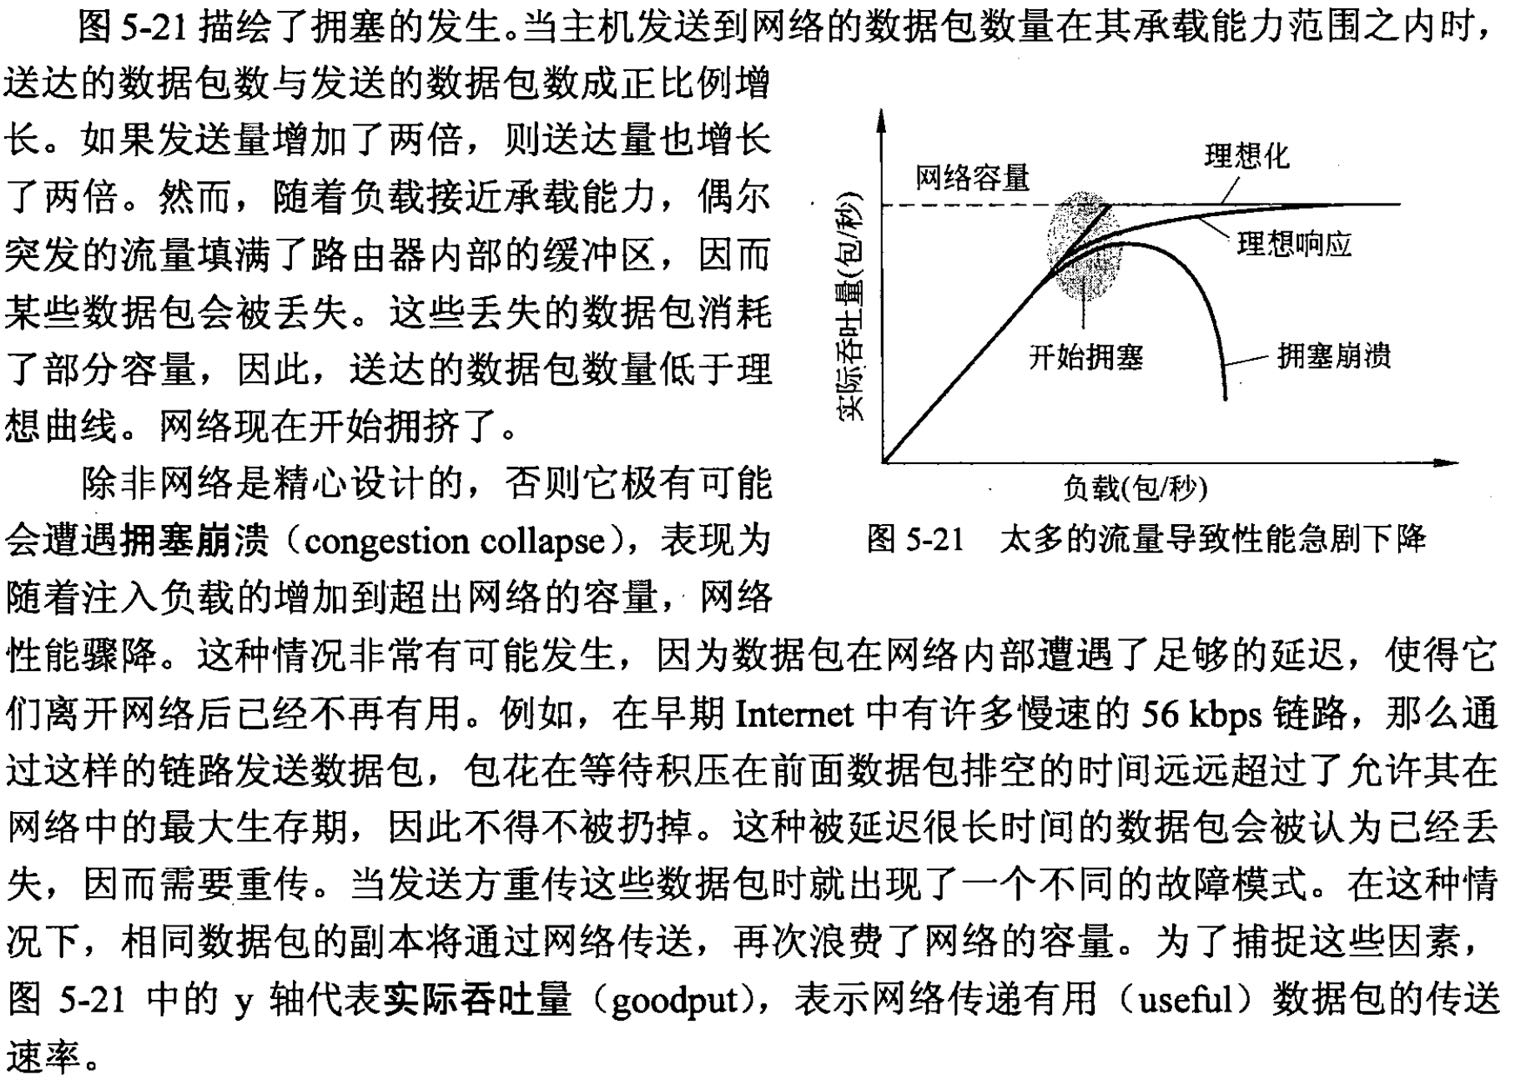 图 5-21 描绘了拥塞的发生。当主机发送到网络的数据包数量在其承载能力范围之内时，
送达的数据包数与发送的数据包数成正比例增
长。如果发送量增加了两倍，则送达量也增长
了两倍。然而，随着负载接近承载能力，偶尔
突发的流量填满了路由器内部的缓冲区，因而
某些数据包会被丢失。这些丢失的数据包消耗
了部分容量，因此，送达的数据包数量低于理
想曲线。网络现在开始拥挤了。
除非网络是精心设计的，否则它极有可能
会遭遇拥塞崩溃（congestion collapse），表现为
随着注入负载的增加到超出网络的容量，网络
理想化
网络容量
理想响应
开始拥塞
拥塞崩溃
实际吞吐量(包/秒)
负载(包/秒)
图 5-21 太多的流量导致性能急剧下降
性能骤降。这种情况非常有可能发生，因为数据包在网络内部遭遇了足够的延迟，使得它
们离开网络后已经不再有用。例如，在早期 Internet 中有许多慢速的 56 kbps 链路，那么通
过这样的链路发送数据包，包花在等待积压在前面数据包排空的时间远远超过了允许其在
网络中的最大生存期，因此不得不被扔掉。这种被延迟很长时间的数据包会被认为已经丢
失，因而需要重传。当发送方重传这些数据包时就出现了一个不同的故障模式。在这种情
况下，相同数据包的副本将通过网络传送，再次浪费了网络的容量。为了捕捉这些因素，
图 5-21 中的 y 轴代表实际吞吐量（goodput），表示网络传递有用（useful）数据包的传送
速率。